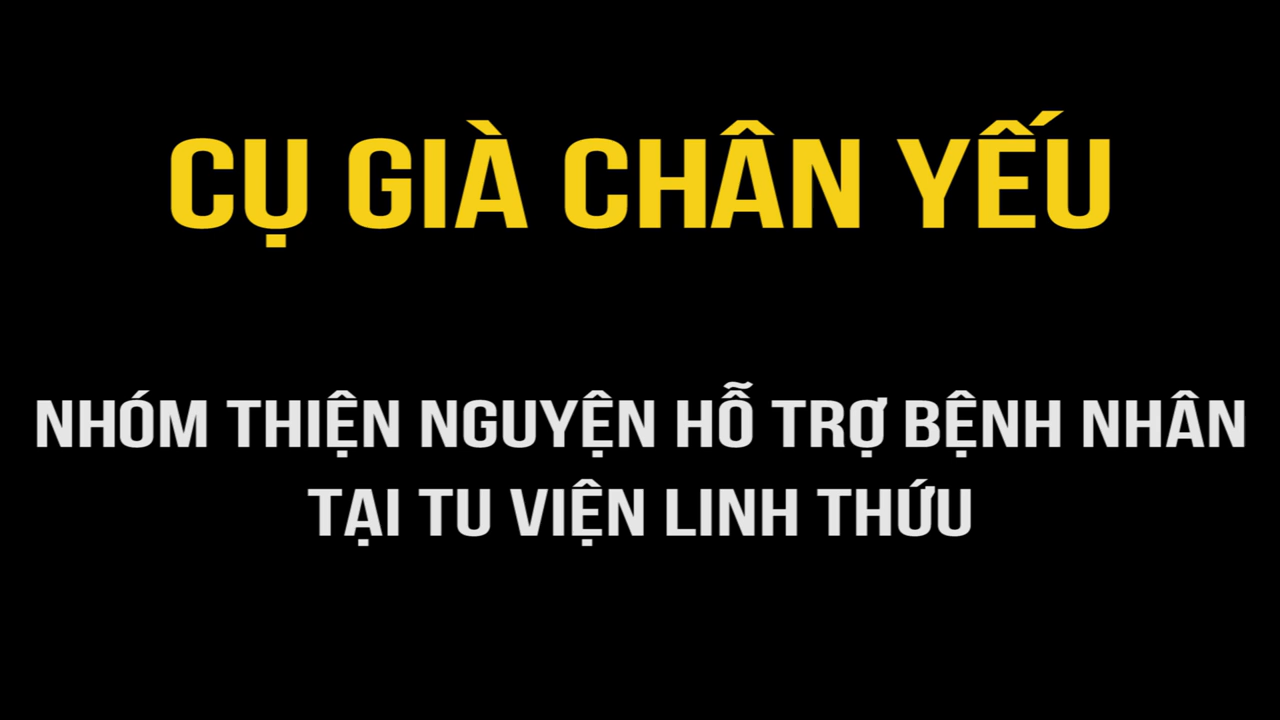 CỤ GIÀ CHÂN YẾU
NHÓM THIỆN NGUYỆN HỖ TRỢ BỆNH NHÂN
TẠI TU VIỆN LINH THỨU